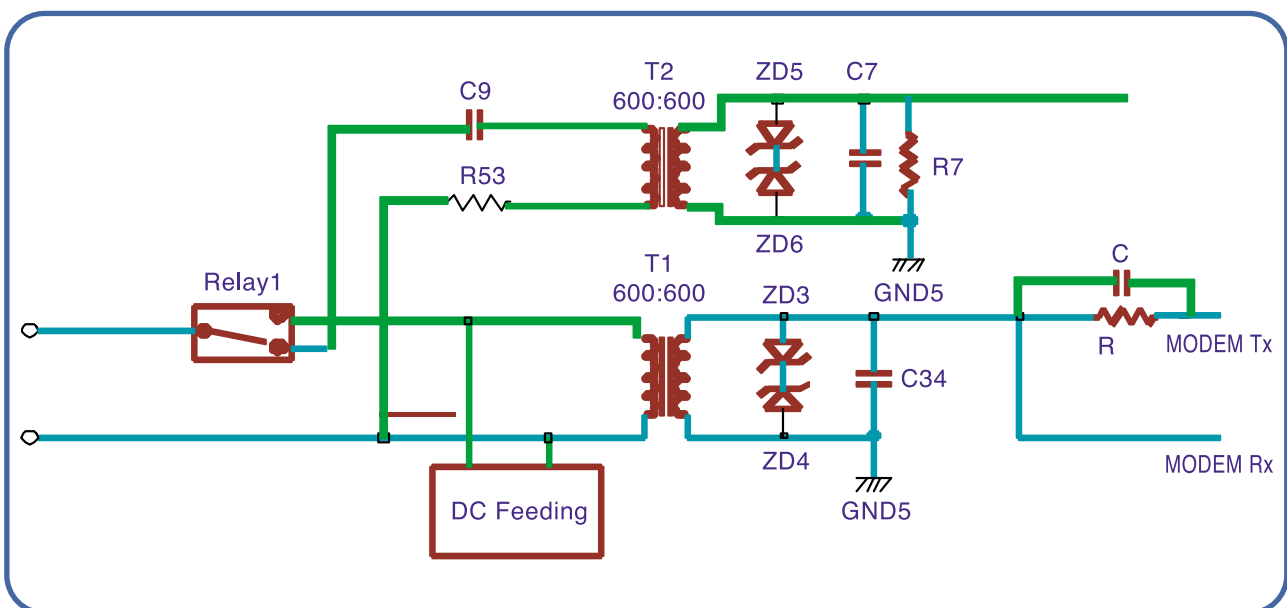 T2
600:600
ZD5
C7
C9
R53
R7
ZD6
GND5
Relay1
T1
600:600
ZD3
C
R
MODEM Tx
C34
ZD4
MODEM Rx
GND5
DC Feeding